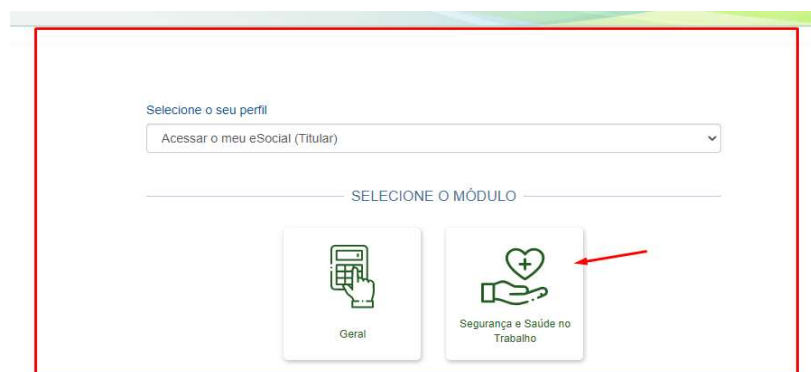 Selecione o seu perfil
Acessar o meu eSocial (Titular)
SELECIONE O MÓDULO
Geral
Segurança e Saúde no
Trabalho